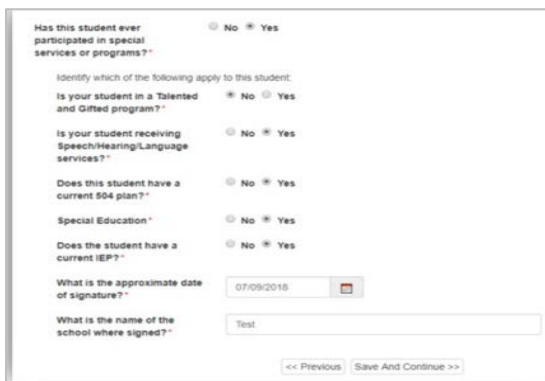 Has this student ever No Yes
participated in special
services or programs?*
Identify which of the following apply to this student:
Is your student in a Talented No Yes
and Gifted program?*
Is your student receiving No Yes
Speech/Hearing/Language
services?*
Does this student have a No Yes
current 504 plan?*
Special Education* No Yes
Does the student have a No Yes
current IEP?*
What is the approximate date 07/09/2018
of signature?*
What is the name of the Test
school where signed?*
<< Previous Save And Continue >>